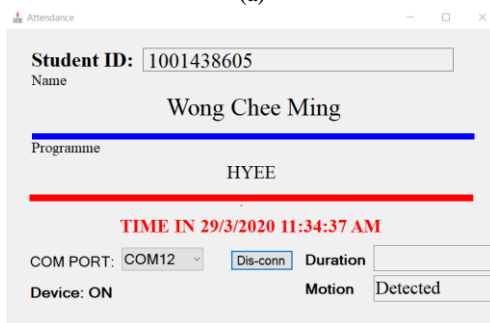 (a)
Attendance
Student ID: 1001438605
Name
Wong Chee Ming
Programme
HYEE
TIME IN 29/3/2020 11:34:37 AM
COM PORT: COM12 Dis-conn Duration
Device: ON Motion Detected